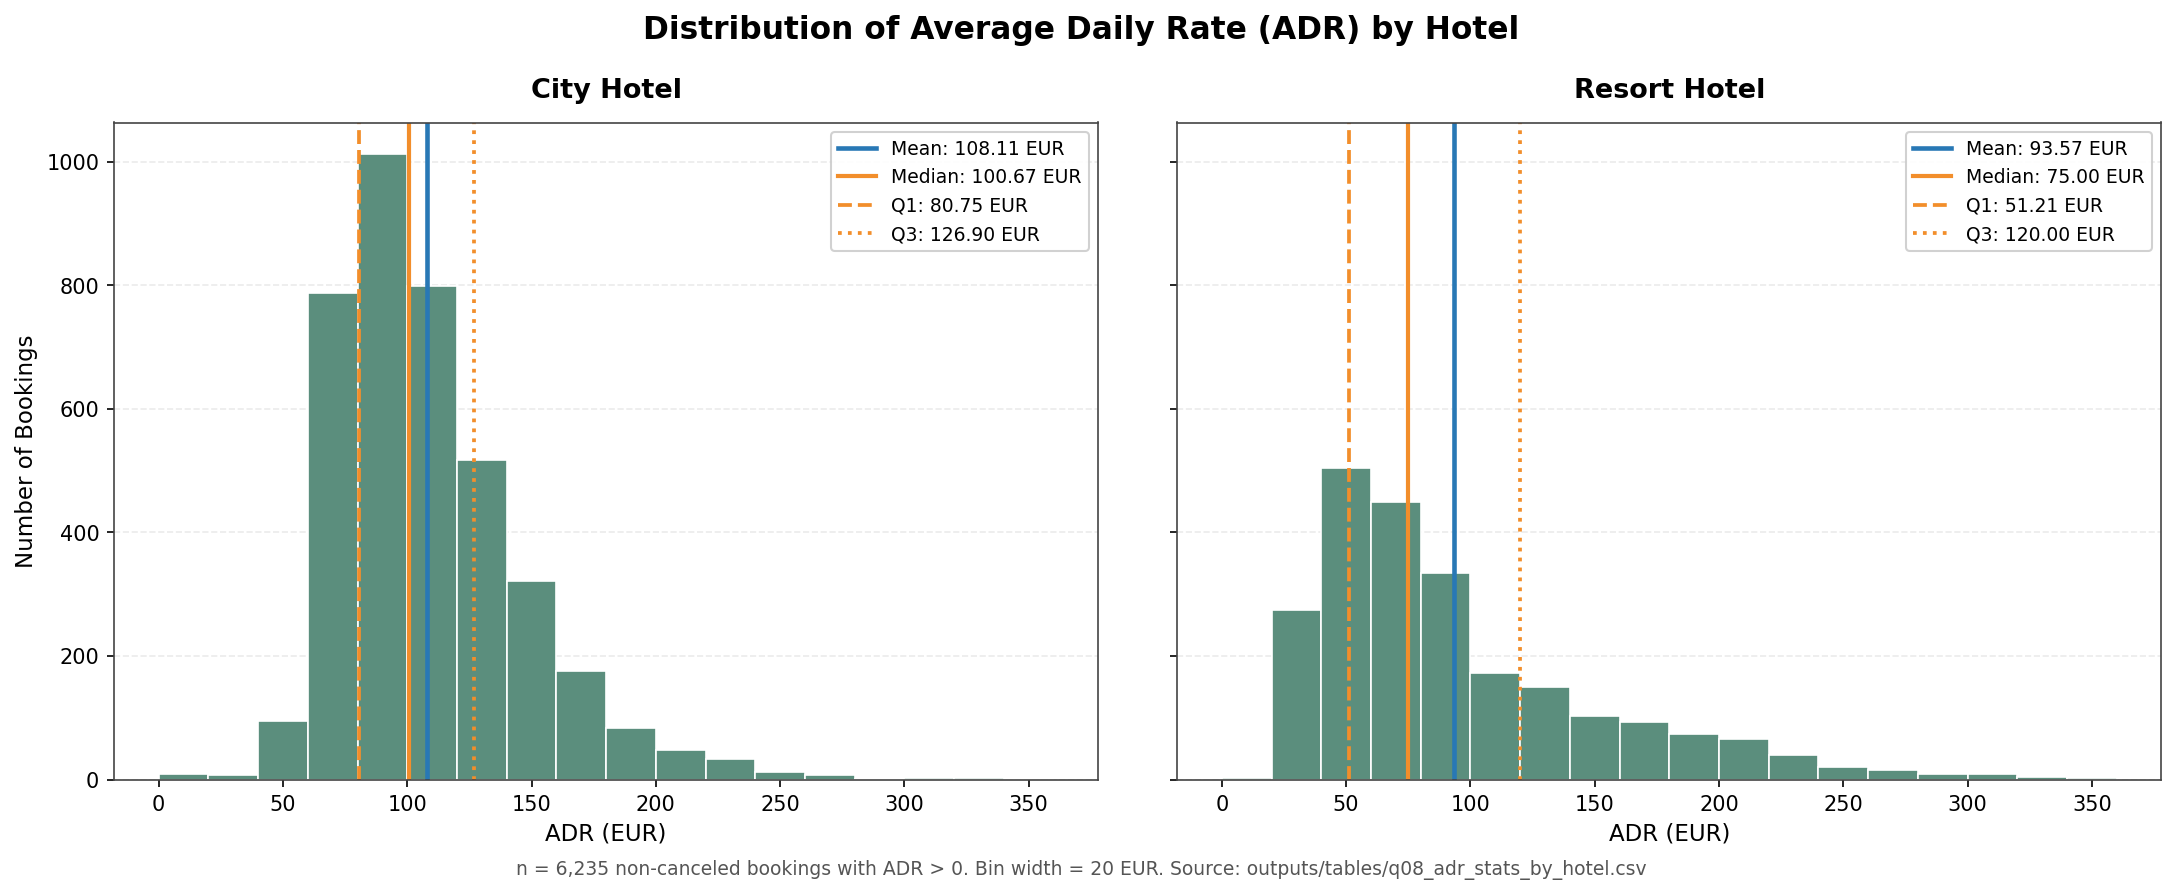 Distribution of Average Daily Rate (ADR) by Hotel
City Hotel
Number of Bookings
1000
800
600
400
200
0
0 50 100 150 200 250 300 350
ADR (EUR)
Mean: 108.11 EUR
Median: 100.67 EUR
Q1: 80.75 EUR
Q3: 126.90 EUR
Resort Hotel
Mean: 93.57 EUR
Median: 75.00 EUR
Q1: 51.21 EUR
Q3: 120.00 EUR
0 50 100 150 200 250 300 350
ADR (EUR)
n = 6,235 non-canceled bookings with ADR > 0. Bin width = 20 EUR. Source: outputs/tables/q08_adr_stats_by_hotel.csv